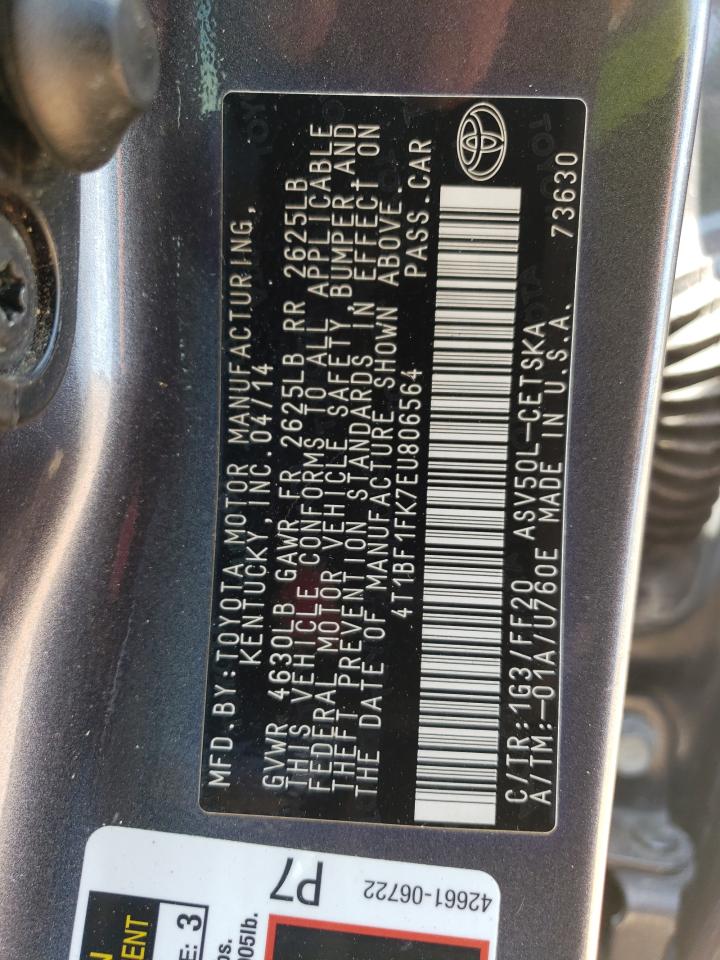 MFD.BY:TOYOTA MOTOR MANUFACTURING,
KENTUCKY, INC. 04/14
GVWR 4630LB GAWR FR 2625LB RR 2625LB
THIS VEHICLE CONFORMS TO ALL APPLICABLE
FEDERAL MOTOR VEHICLE SAFETY, BUMPER, AND
THEFT PREVENTION STANDARDS IN EFFECT ON
THE DATE OF MANUFACTURE SHOWN ABOVE.
4T1BF1FK7EU806564 PASS.CAR
C/TR:1G3/FF20 ASV50L-CETSKA 73630
A/TM:-01A/U760E MADE IN U.S.A.
42661-06722
P7
E: 3
ENT